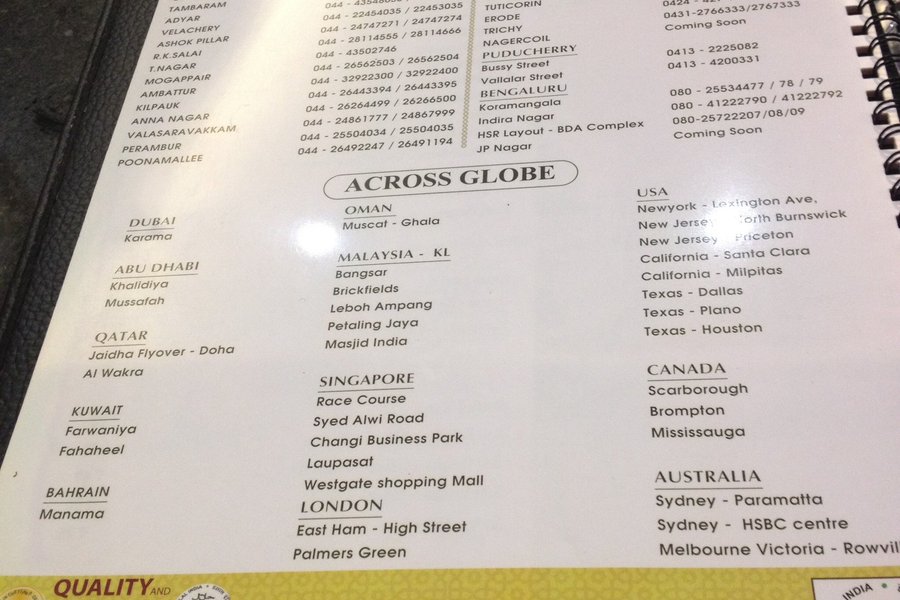 TAMBARAM
ADYAR 044 - 22454035 / 22453035
VELACHERY 044 - 24747271 / 24747274
ASHOK PILLAR 044 - 28114555 / 28114666
R.K.SALAI 044 - 43502746
T.NAGAR 044 - 26562503 / 26562504
MOGAPPAIR 044 - 32922300 / 32922400
AMBATTUR 044 - 26443394 / 26443395
KILPAUK 044 - 26264499 / 26266500
ANNA NAGAR 044 - 24861777 / 24867999
VALASARAVAKKAM 044 - 25504034 / 25504035
PERAMBUR 044 - 26492247 / 26491194
POONAMALLEE
TUTICORIN
ERODE 0431-2766333/2767333
TRICHY Coming Soon
NAGERCOIL
PUDUCHERRY
Bussy Street 0413 - 2225082
Vallalar Street 0413 - 4200331
BENGALURU
Koramangala 080 - 25534477 / 78 / 79
Indira Nagar 080 - 41222790 / 41222792
HSR Layout - BDA Complex 080-25722207/08/09
JP Nagar Coming Soon
ACROSS GLOBE
DUBAI
Karama
ABU DHABI
Khalidiya
Mussafah
QATAR
Jaidha Flyover - Doha
Al Wakra
KUWAIT
Farwaniya
Fahaheel
BAHRAIN
Manama
OMAN
Muscat - Ghala
MALAYSIA - KL
Bangsar
Brickfields
Leboh Ampang
Petaling Jaya
Masjid India
SINGAPORE
Race Course
Syed Alwi Road
Changi Business Park
Laupasat
Westgate shopping Mall
LONDON
East Ham - High Street
Palmers Green
USA
Newyork - Lexington Ave,
New Jersey - North Burnswick
New Jersey - Priceton
California - Santa Clara
California - Milpitas
Texas - Dallas
Texas - Plano
Texas - Houston
CANADA
Scarborough
Brompton
Mississauga
AUSTRALIA
Sydney - Paramatta
Sydney - HSBC centre
Melbourne Victoria - Rowvil
QUALITY AND
INDIA